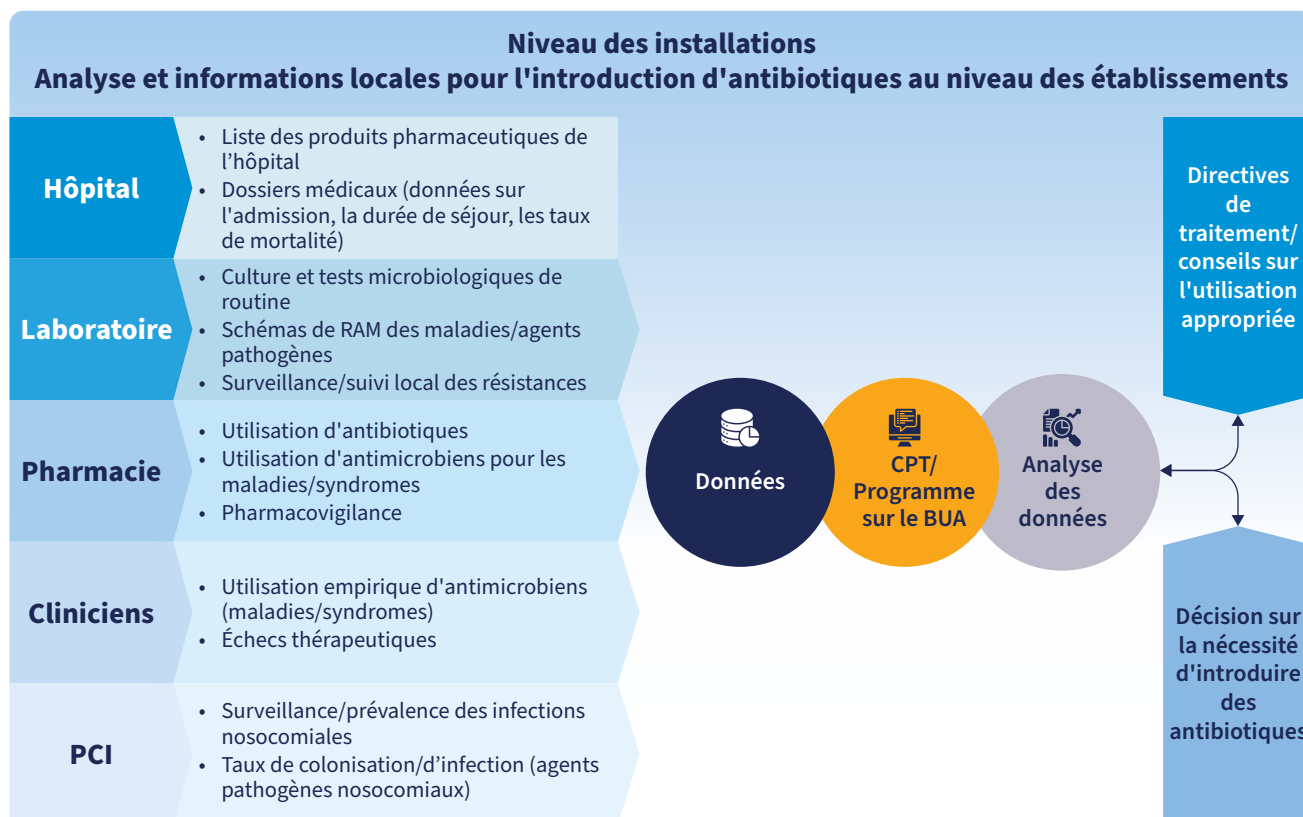 Niveau des installations
Analyse et informations locales pour l'introduction d'antibiotiques au niveau des établissements
Hôpital
• Liste des produits pharmaceutiques de
l’hôpital
• Dossiers médicaux (données sur
l'admission, la durée de séjour, les taux
de mortalité)
Laboratoire
• Culture et tests microbiologiques de
routine
• Schémas de RAM des maladies/agents
pathogènes
• Surveillance/suivi local des résistances
Pharmacie
• Utilisation d'antibiotiques
• Utilisation d'antimicrobiens pour les
maladies/syndromes
• Pharmacovigilance
Cliniciens
• Utilisation empirique d'antimicrobiens
(maladies/syndromes)
• Échecs thérapeutiques
PCI
• Surveillance/prévalence des infections
nosocomiales
• Taux de colonisation/d’infection (agents
pathogènes nosocomiaux)
Données
CPT/
Programme
sur le BUA
Analyse
des
données
Directives
de
traitement/
conseils sur
l'utilisation
appropriée
Décision sur
la nécessité
d'introduire
des
antibiotiques